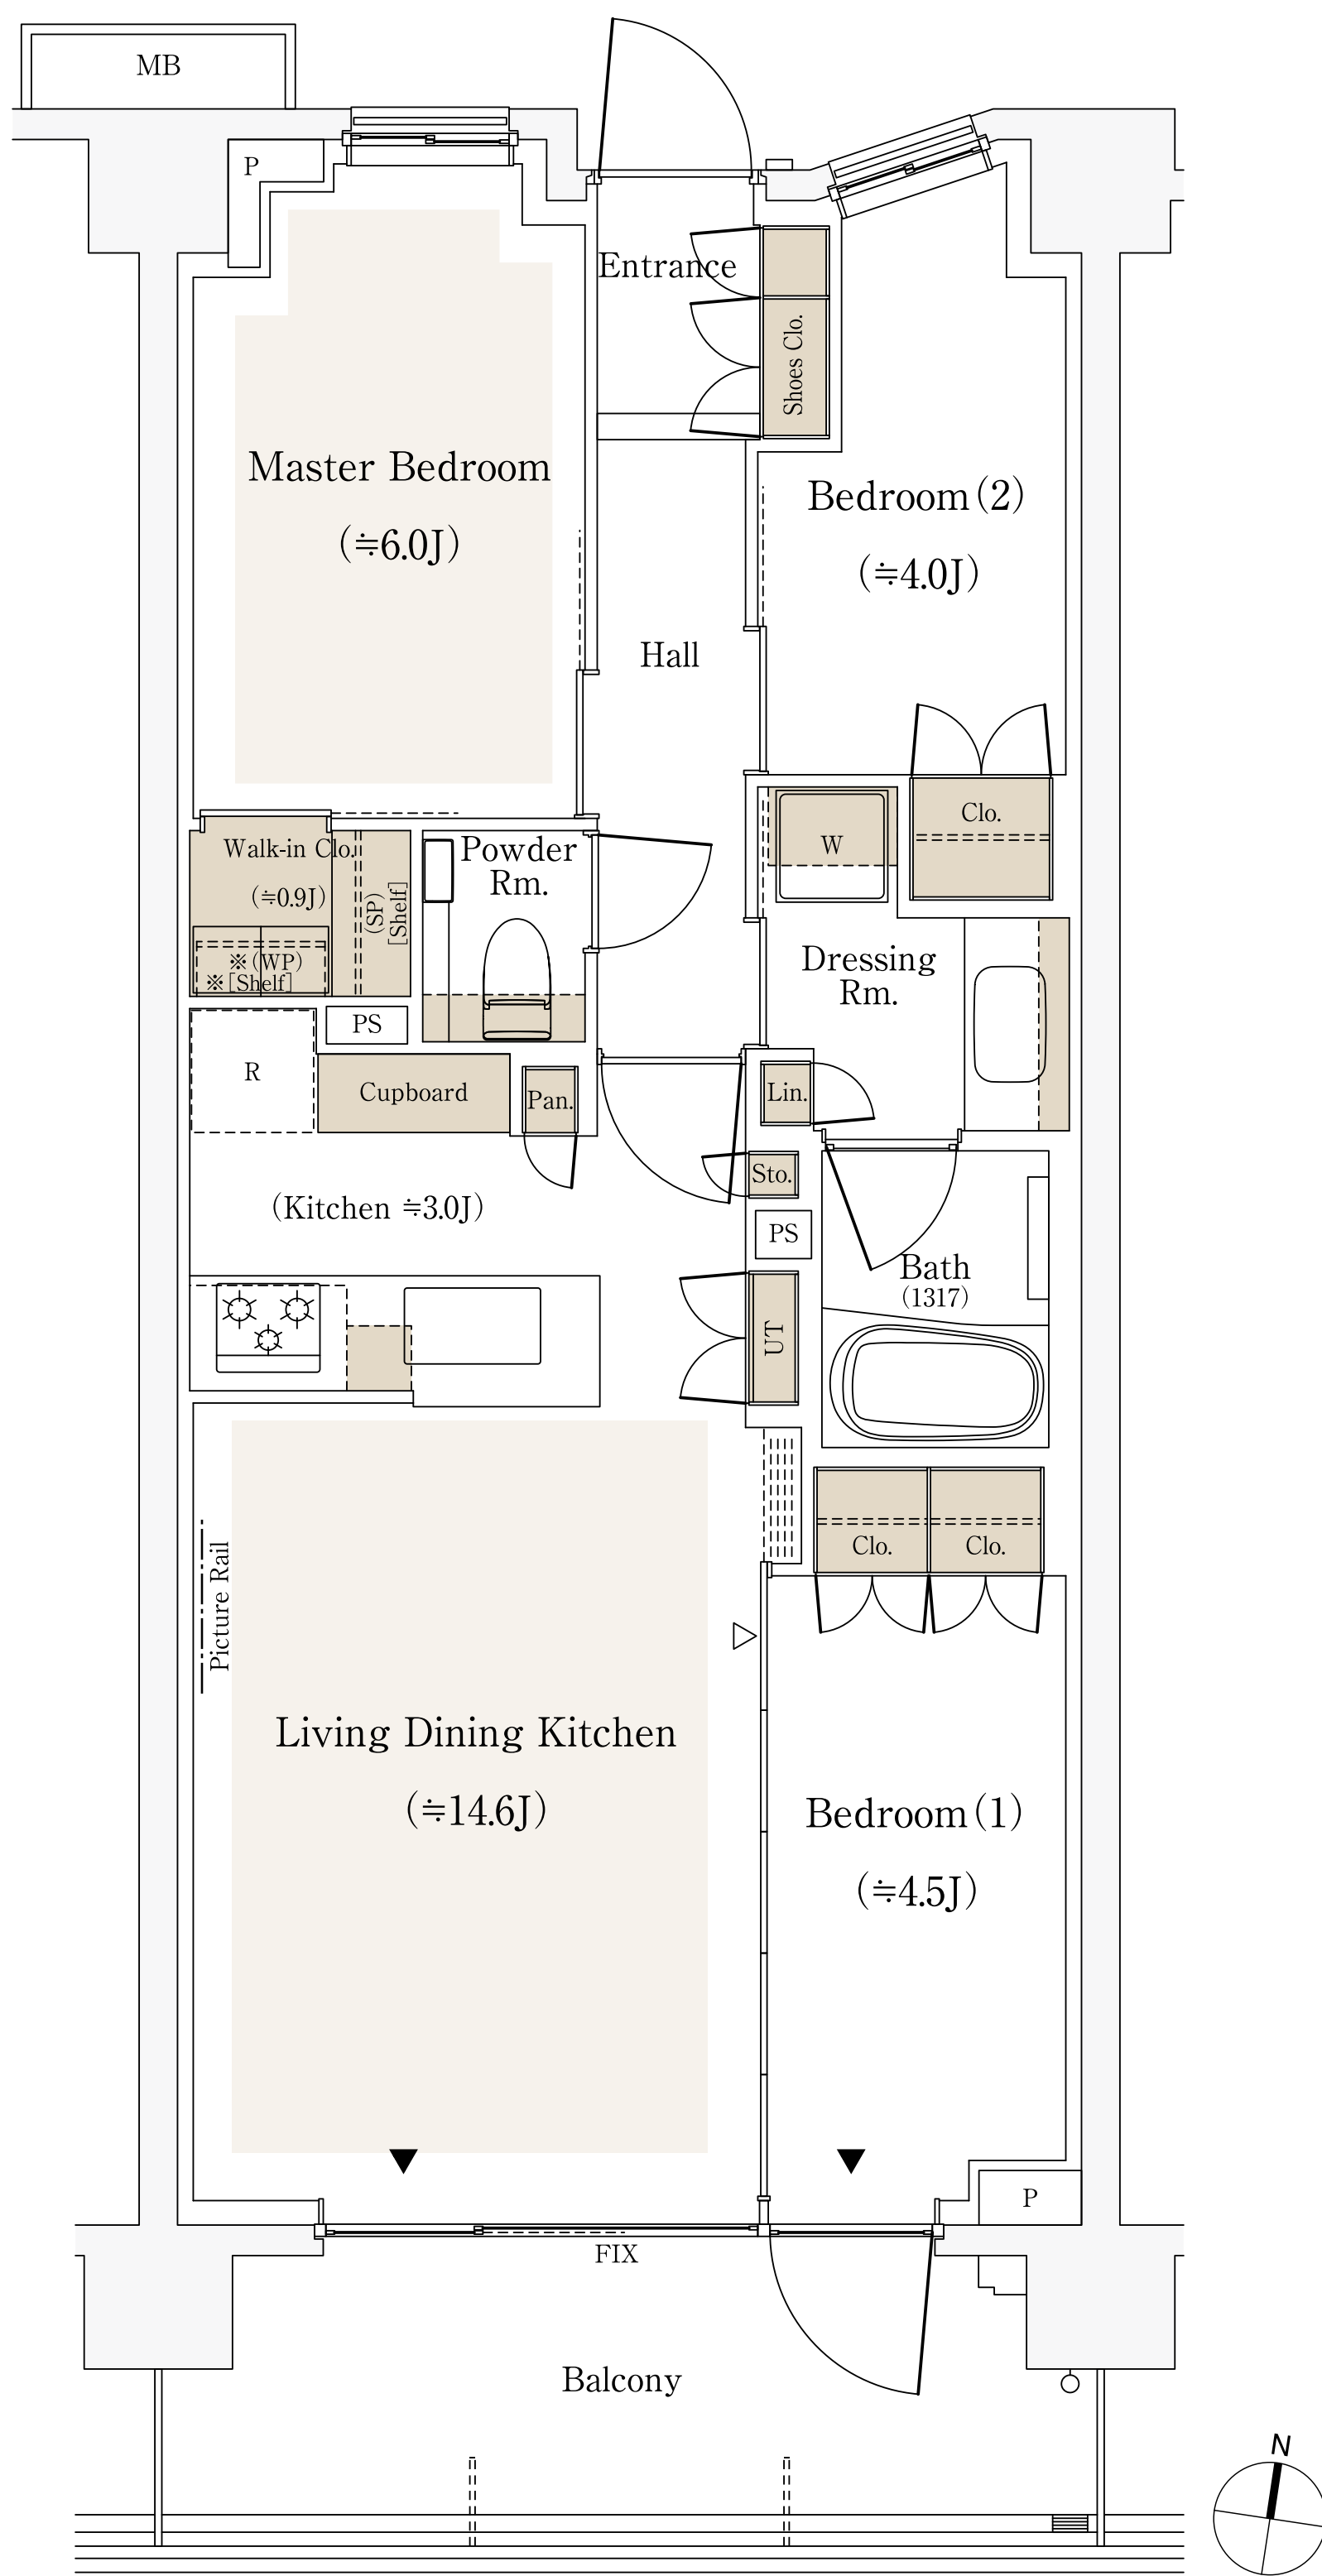 MB
P
Entrance
Shoes Clo.
Master Bedroom
(≒6.0J)
Bedroom(2)
(≒4.0J)
Hall
Clo.
W
Walk-in Clo.
(≒0.9J)
(SP)
[Shelf]
※(WP)
※[Shelf]
Powder
Rm.
Dressing
Rm.
PS
R
Cupboard
Pan.
Lin.
Sto.
(Kitchen ≒3.0J)
PS
Bath
(1317)
UT
Clo.
Clo.
Picture Rail
Living Dining Kitchen
(≒14.6J)
Bedroom(1)
(≒4.5J)
P
FIX
Balcony
N